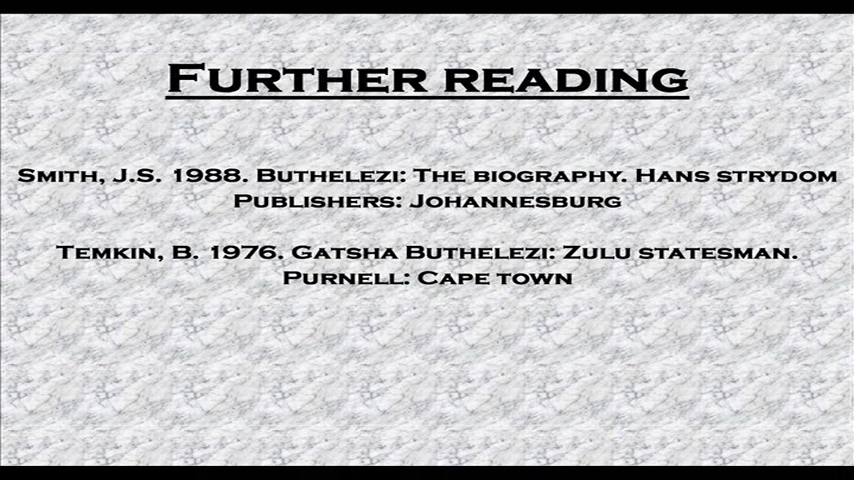 Further reading
Smith, J.S. 1988. Buthelezi: The biography. Hans strydom
Publishers: Johannesburg
Temkin, B. 1976. Gatsha Buthelezi: Zulu statesman.
Purnell: Cape town